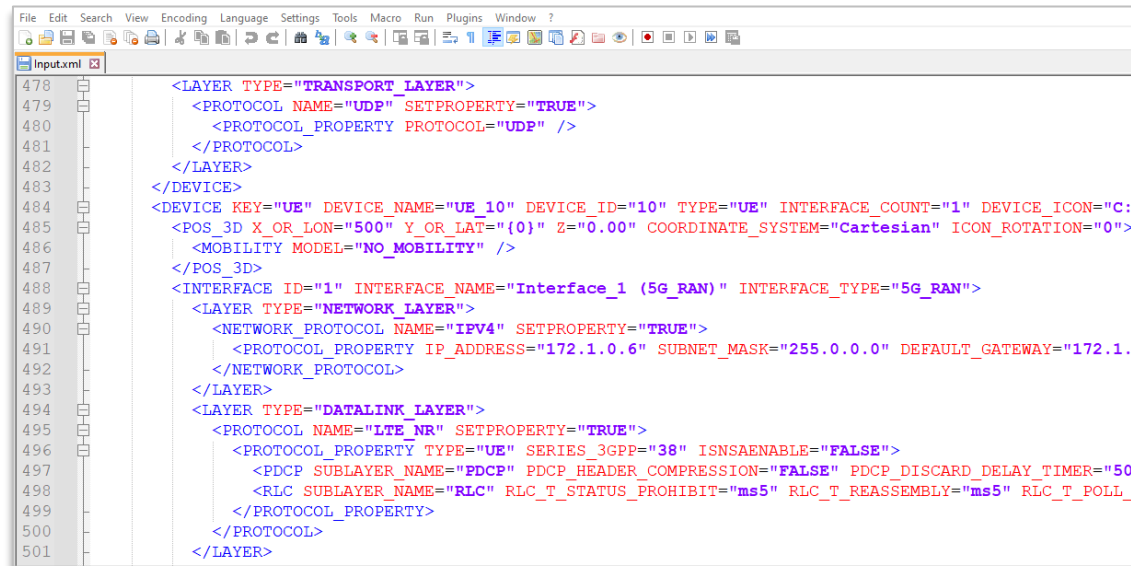 File Edit Search View Encoding Language Settings Tools Macro Run Plugins Window ?
Input.xml
478 <LAYER TYPE="TRANSPORT_LAYER">
479 <PROTOCOL NAME="UDP" SETPROPERTY="TRUE">
480 <PROTOCOL_PROPERTY PROTOCOL="UDP" />
481 </PROTOCOL>
482 </LAYER>
483 </DEVICE>
484 <DEVICE KEY="UE" DEVICE_NAME="UE_10" DEVICE_ID="10" TYPE="UE" INTERFACE_COUNT="1" DEVICE_ICON="C:
485 <POS_3D X_OR_LON="500" Y_OR_LAT="{0}" Z="0.00" COORDINATE_SYSTEM="Cartesian" ICON_ROTATION="0">
486 <MOBILITY MODEL="NO_MOBILITY" />
487 </POS_3D>
488 <INTERFACE ID="1" INTERFACE_NAME="Interface_1 (5G_RAN)" INTERFACE_TYPE="5G_RAN">
489 <LAYER TYPE="NETWORK_LAYER">
490 <NETWORK_PROTOCOL NAME="IPV4" SETPROPERTY="TRUE">
491 <PROTOCOL_PROPERTY IP_ADDRESS="172.1.0.6" SUBNET_MASK="255.0.0.0" DEFAULT_GATEWAY="172.1.
492 </NETWORK_PROTOCOL>
493 </LAYER>
494 <LAYER TYPE="DATALINK_LAYER">
495 <PROTOCOL NAME="LTE_NR" SETPROPERTY="TRUE">
496 <PROTOCOL_PROPERTY TYPE="UE" SERIES_3GPP="38" ISNSAENABLE="FALSE">
497 <PDCP SUBLAYER_NAME="PDCP" PDCP_HEADER_COMPRESSION="FALSE" PDCP_DISCARD_DELAY_TIMER="50
498 <RLC SUBLAYER_NAME="RLC" RLC_T_STATUS_PROHIBIT="ms5" RLC_T_REASSEMBLY="ms5" RLC_T_POLL_
499 </PROTOCOL_PROPERTY>
500 </PROTOCOL>
501 </LAYER>